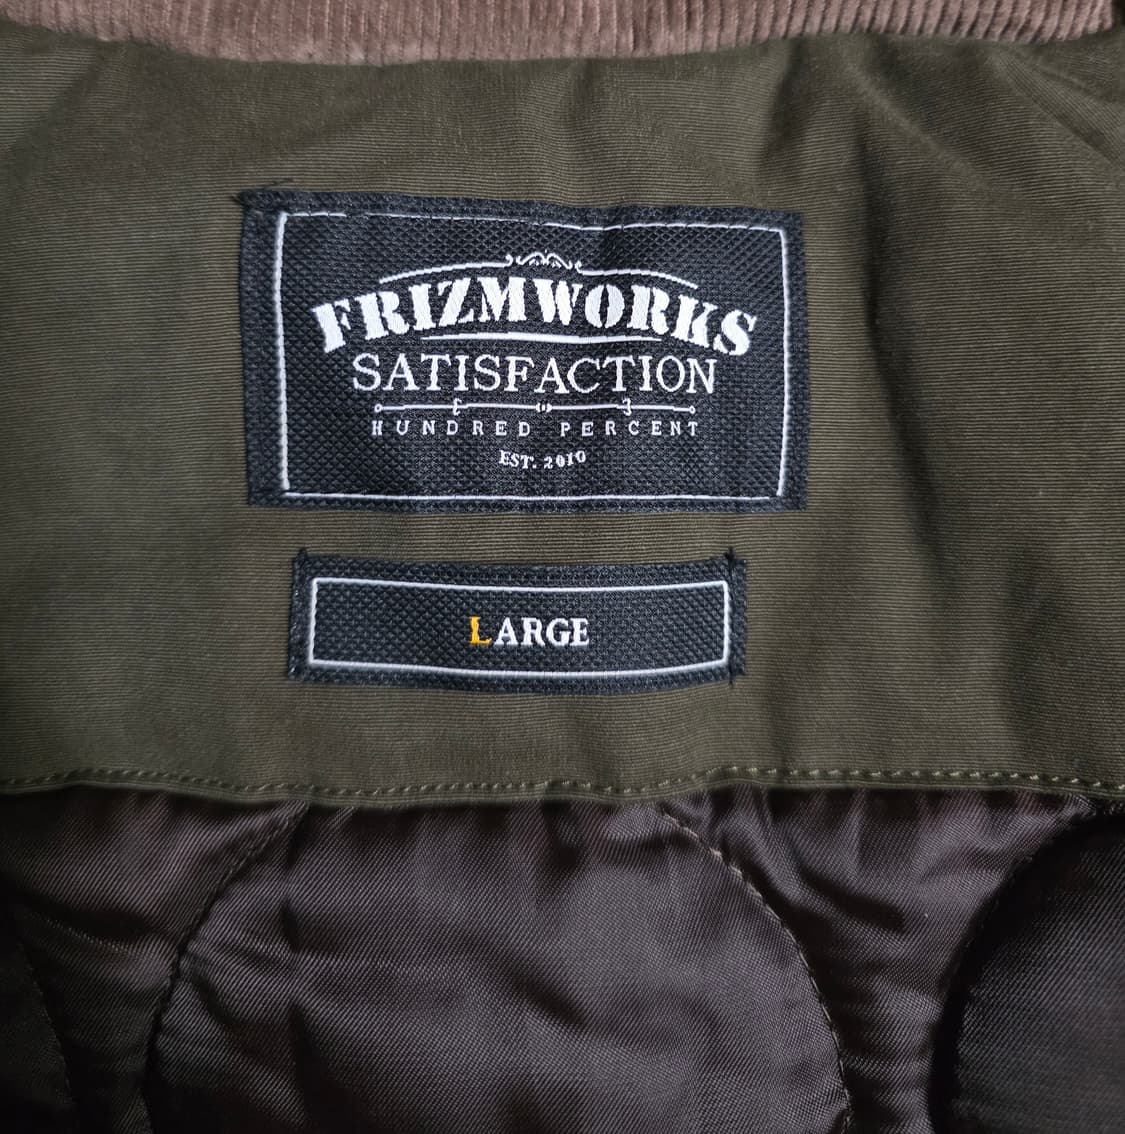 FRIZMWORKS
SATISFACTION
HUNDRED PERCENT
EST. 2010
LARGE